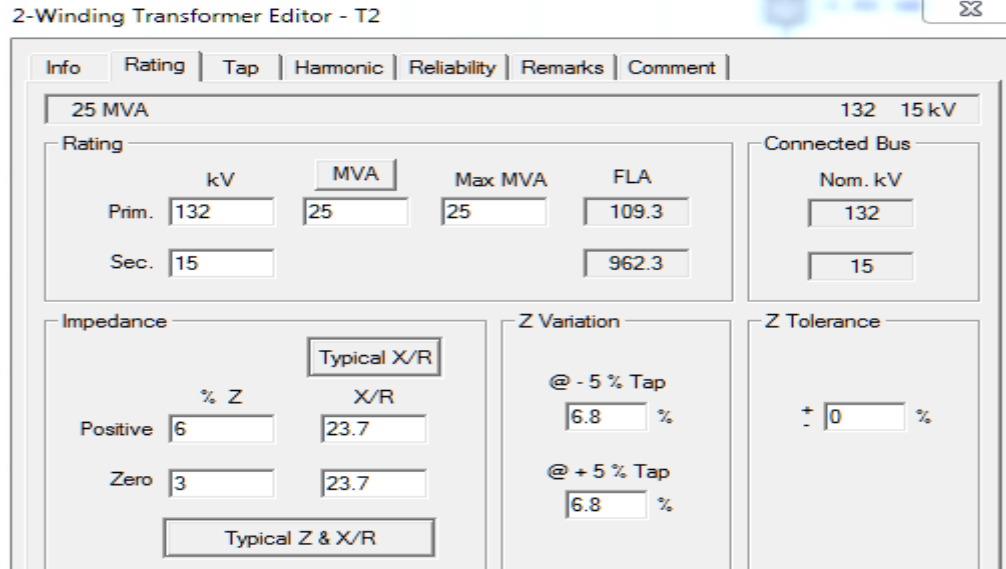 2-Winding Transformer Editor - T2
Info Rating Tap Harmonic Reliability Remarks Comment
25 MVA 132 15 kV
Rating Connected Bus
kV MVA Max MVA FLA Nom. kV
Prim. 132 25 25 109.3 132
Sec. 15 962.3 15
Impedance Z Variation Z Tolerance
Typical X/R
@ - 5 % Tap
% Z X/R
Positive 6 23.7 6.8 % + - 0 %
@ + 5 % Tap
Zero 3 23.7
6.8 %
Typical Z & X/R